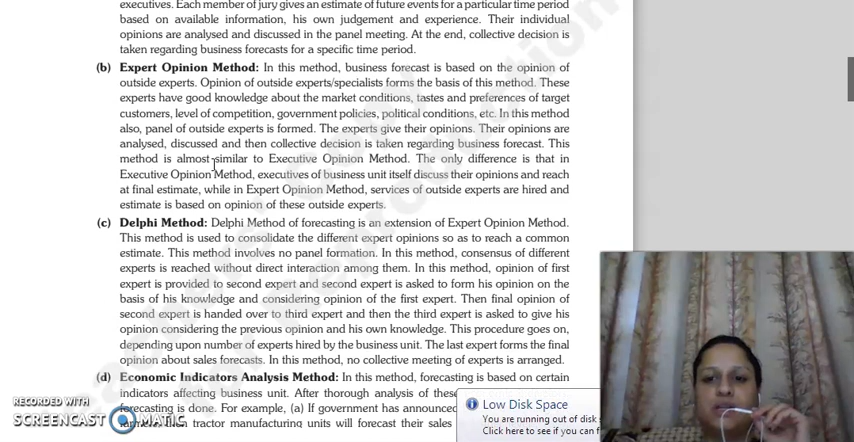 executives. Each member of jury gives an estimate of future events for a particular time period
based on available information, his own judgement and experience. Their individual
opinions are analysed and discussed in the panel meeting. At the end, collective decision is
taken regarding business forecasts for a specific time period.
(b) Expert Opinion Method: In this method, business forecast is based on the opinion of
outside experts. Opinion of outside experts/specialists forms the basis of this method. These
experts have good knowledge about the market conditions, tastes and preferences of target
customers, level of competition, government policies, political conditions, etc. In this method
also, panel of outside experts is formed. The experts give their opinions. Their opinions are
analysed, discussed and then collective decision is taken regarding business forecast. This
method is almost similar to Executive Opinion Method. The only difference is that in
Executive Opinion Method, executives of business unit itself discuss their opinions and reach
at final estimate, while in Expert Opinion Method, services of outside experts are hired and
estimate is based on opinion of these outside experts.
(c) Delphi Method: Delphi Method of forecasting is an extension of Expert Opinion Method.
This method is used to consolidate the different expert opinions so as to reach a common
estimate. This method involves no panel formation. In this method, consensus of different
experts is reached without direct interaction among them. In this method, opinion of first
expert is provided to second expert and second expert is asked to form his opinion on the
basis of his knowledge and considering opinion of the first expert. Then final opinion of
second expert is handed over to third expert and then the third expert is asked to give his
opinion considering the previous opinion and his own knowledge. This procedure goes on,
depending upon number of experts hired by the business unit. The last expert forms the final
opinion about sales forecasts. In this method, no collective meeting of experts is arranged.
(d) Economic Indicators Analysis Method: In this method, forecasting is based on certain
indicators affecting business unit. After thorough analysis of these
forecasting is done. For example, (a) If government has announced
tractor manufacturing units will forecast their sales
RECORDED WITH
SCREENCAST MATIC
Low Disk Space
You are running out of disk
Click here to see if you can f